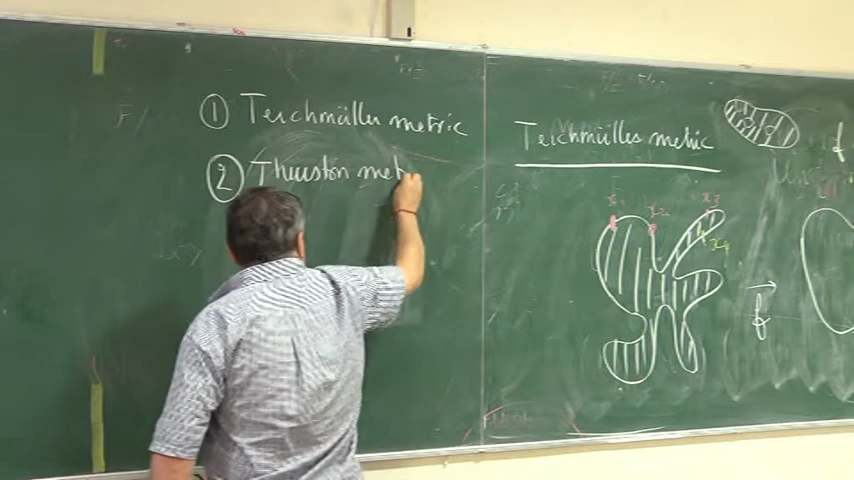 ① Teichmüller metric
② Thurston met
Teichmüller metric
x1
x2
x3
x4
f
f